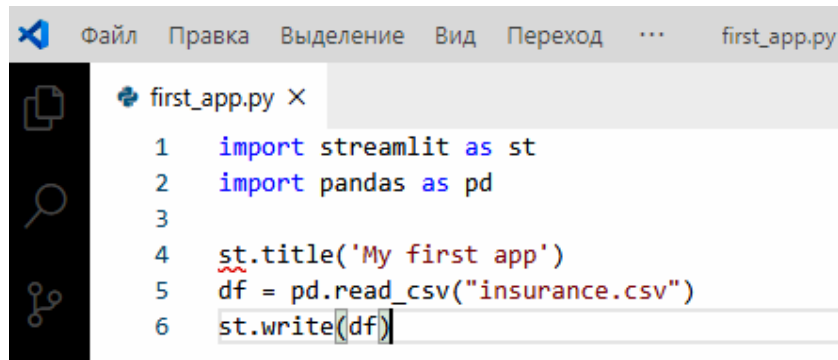 Файл Правка Выделение Вид Переход ··· first_app.py
first_app.py ×
1 import streamlit as st
2 import pandas as pd
3
4 st.title('My first app')
5 df = pd.read_csv("insurance.csv")
6 st.write(df)